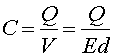 C = Q/V = Q/Ed